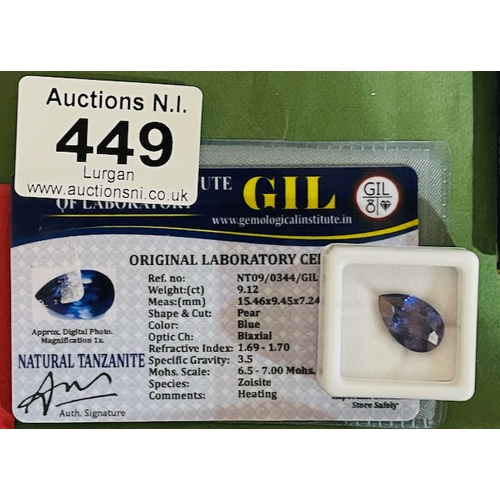 Auctions N.I.
449
Lurgan
www.auctionsni.co.uk
UTE GIL
OF LABORATORY
www.gemologicalinstitute.in
GIL
ORIGINAL LABORATORY CE
Ref. no: NT09/0344/GIL
Weight:(ct) 9.12
Meas:(mm) 15.46x9.45x7.24
Shape & Cut: Pear
Color: Blue
Optic Ch: Biaxial
Refractive Index: 1.69 - 1.70
Specific Gravity: 3.5
Mohs. Scale: 6.5 - 7.00 Mohs.
Species: Zoisite
Comments: Heating
Approx. Digital Photo.
Magnification 1x.
NATURAL TANZANITE
Auth. Signature
Store Safely